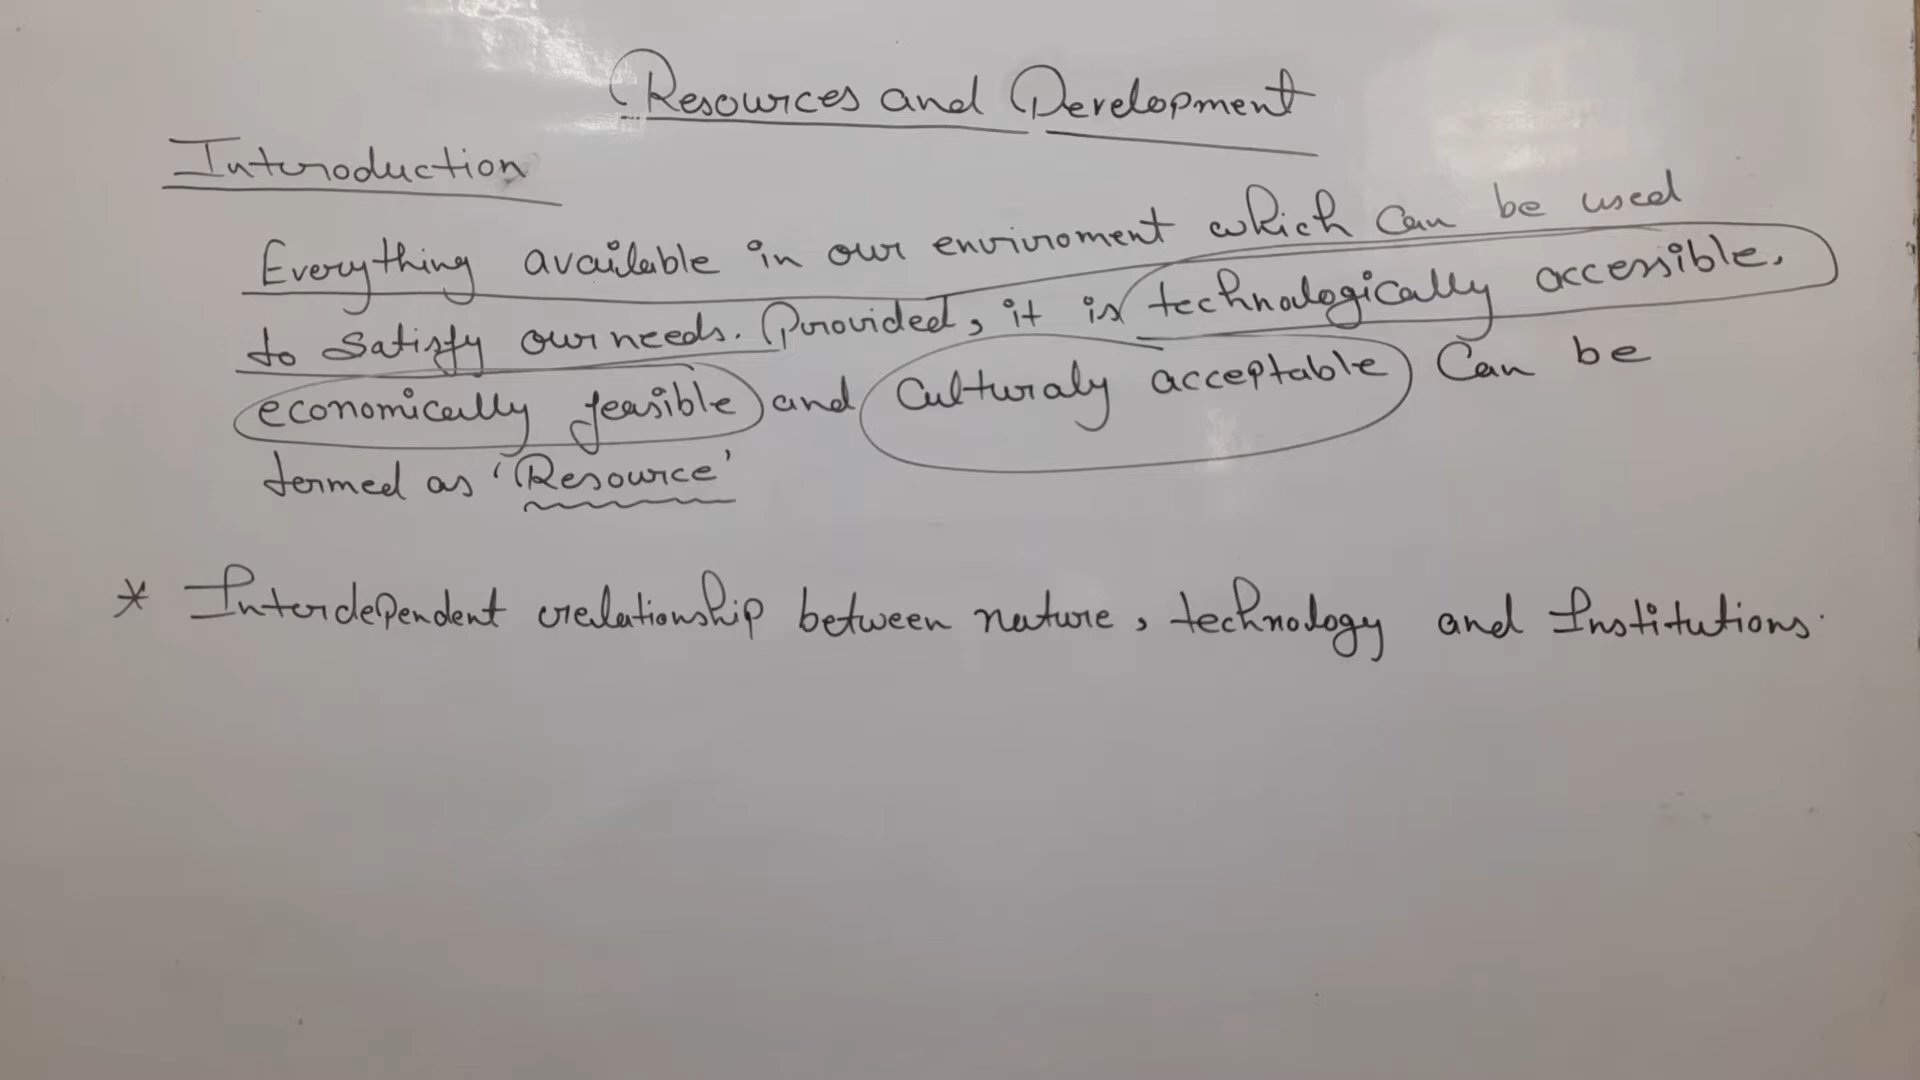 Resources and Development
Introduction
Everything available in our enviroment which can be used
to satisfy our needs. Provided, it is technologically accessible,
economically feasible and Culturaly acceptable Can be
termed as 'Resource'
* Interdependent relationship between nature, technology and Institutions.